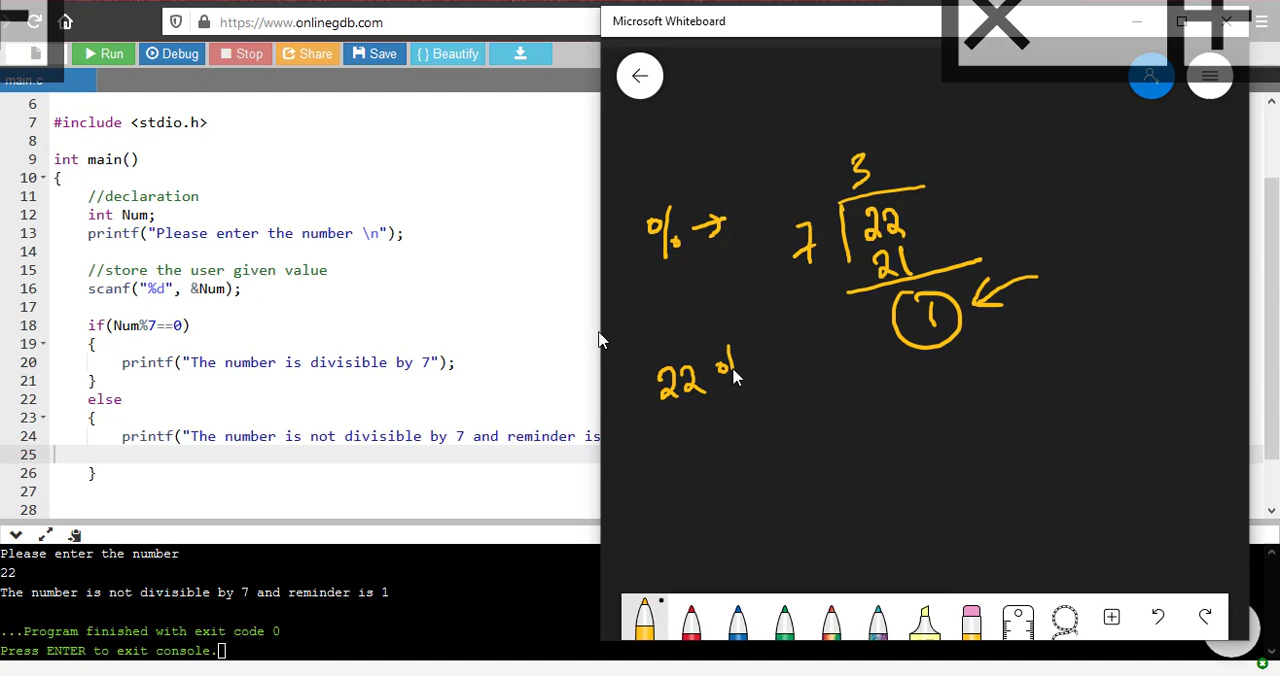 https://www.onlinegdb.com
Run Debug Stop Share Save { } Beautify
main.c
6
7 #include <stdio.h>
8
9 int main()
10 {
11 //declaration
12 int Num;
13 printf("Please enter the number \n");
14
15 //store the user given value
16 scanf("%d", &Num);
17
18 if(Num%7==0)
19 {
20 printf("The number is divisible by 7");
21 }
22 else
23 {
24 printf("The number is not divisible by 7 and reminder is
25
26 }
27
28
Please enter the number
22
The number is not divisible by 7 and reminder is 1
...Program finished with exit code 0
Press ENTER to exit console.
Microsoft Whiteboard
3
% → 7 22
21
1
22